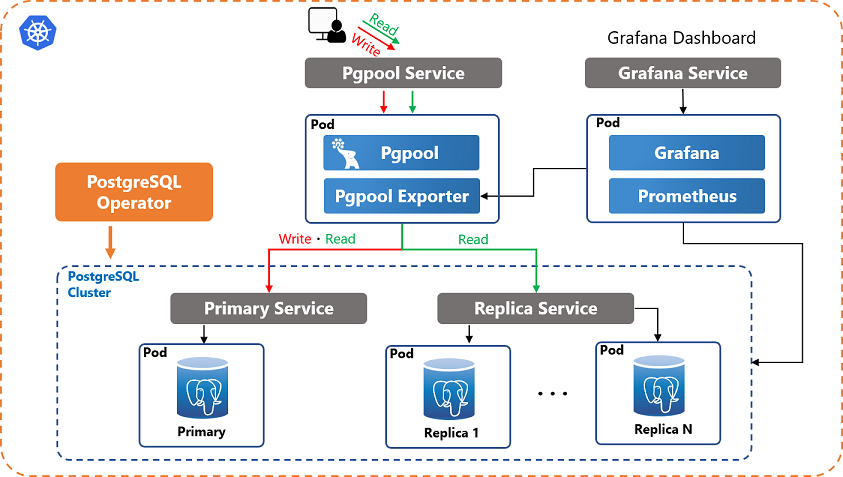 Read
Write
Grafana Dashboard
Pgpool Service
Grafana Service
Pod
Pgpool
Pgpool Exporter
Pod
Grafana
Prometheus
PostgreSQL
Operator
Write・Read
Read
PostgreSQL
Cluster
Primary Service
Replica Service
Pod
Primary
Pod
Replica 1
...
Pod
Replica N